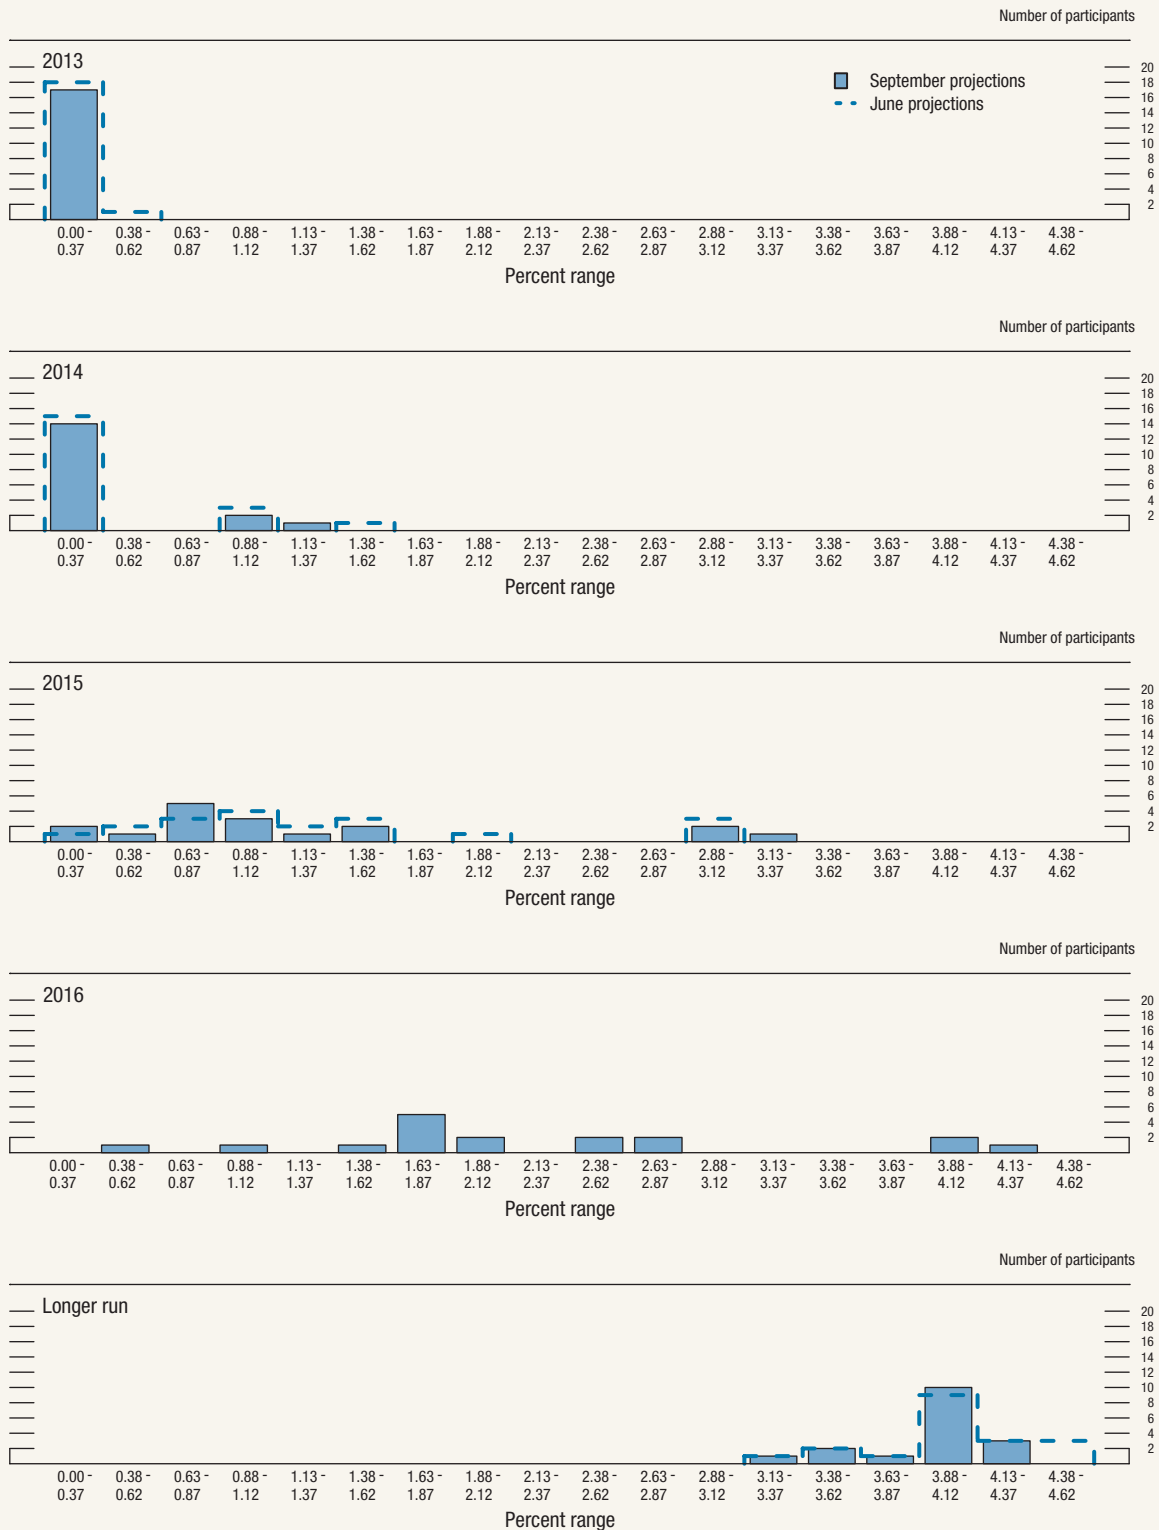 Number of participants
2013
September projections
June projections
20
18
16
14
12
10
8
6
4
2
0.00 - 0.38 - 0.63 - 0.88 - 1.13 - 1.38 - 1.63 - 1.88 - 2.13 - 2.38 - 2.63 - 2.88 - 3.13 - 3.38 - 3.63 - 3.88 - 4.13 - 4.38 -
0.37 0.62 0.87 1.12 1.37 1.62 1.87 2.12 2.37 2.62 2.87 3.12 3.37 3.62 3.87 4.12 4.37 4.62
Percent range
Number of participants
2014
20
18
16
14
12
10
8
6
4
2
0.00 - 0.38 - 0.63 - 0.88 - 1.13 - 1.38 - 1.63 - 1.88 - 2.13 - 2.38 - 2.63 - 2.88 - 3.13 - 3.38 - 3.63 - 3.88 - 4.13 - 4.38 -
0.37 0.62 0.87 1.12 1.37 1.62 1.87 2.12 2.37 2.62 2.87 3.12 3.37 3.62 3.87 4.12 4.37 4.62
Percent range
Number of participants
2015
20
18
16
14
12
10
8
6
4
2
0.00 - 0.38 - 0.63 - 0.88 - 1.13 - 1.38 - 1.63 - 1.88 - 2.13 - 2.38 - 2.63 - 2.88 - 3.13 - 3.38 - 3.63 - 3.88 - 4.13 - 4.38 -
0.37 0.62 0.87 1.12 1.37 1.62 1.87 2.12 2.37 2.62 2.87 3.12 3.37 3.62 3.87 4.12 4.37 4.62
Percent range
Number of participants
2016
20
18
16
14
12
10
8
6
4
2
0.00 - 0.38 - 0.63 - 0.88 - 1.13 - 1.38 - 1.63 - 1.88 - 2.13 - 2.38 - 2.63 - 2.88 - 3.13 - 3.38 - 3.63 - 3.88 - 4.13 - 4.38 -
0.37 0.62 0.87 1.12 1.37 1.62 1.87 2.12 2.37 2.62 2.87 3.12 3.37 3.62 3.87 4.12 4.37 4.62
Percent range
Number of participants
Longer run
20
18
16
14
12
10
8
6
4
2
0.00 - 0.38 - 0.63 - 0.88 - 1.13 - 1.38 - 1.63 - 1.88 - 2.13 - 2.38 - 2.63 - 2.88 - 3.13 - 3.38 - 3.63 - 3.88 - 4.13 - 4.38 -
0.37 0.62 0.87 1.12 1.37 1.62 1.87 2.12 2.37 2.62 2.87 3.12 3.37 3.62 3.87 4.12 4.37 4.62
Percent range